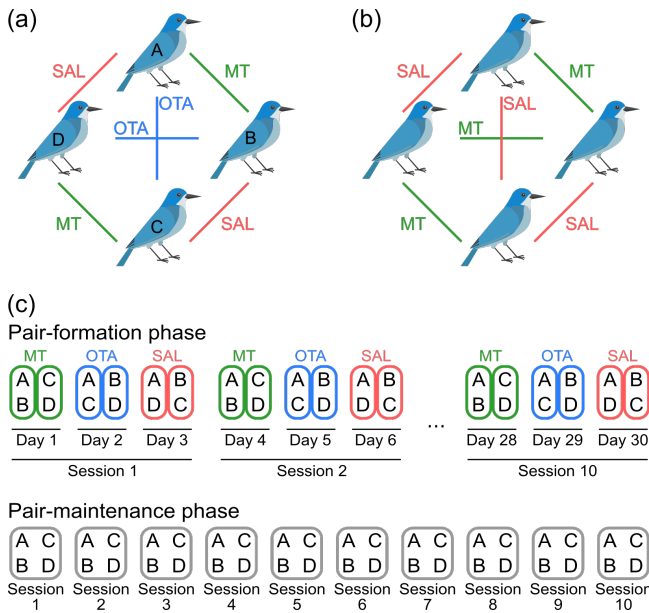 (a)
(b)
SAL
A
MT
SAL
MT
OTA
SAL
OTA
MT
D
B
C
MT
SAL
MT
SAL
(c)
Pair-formation phase
MT OTA SAL MT OTA SAL MT OTA SAL
A C A B A B A C A B A B A C A B A B
B D C D D C B D C D D C B D C D D C
...
Day 1 Day 2 Day 3 Day 4 Day 5 Day 6 Day 28 Day 29 Day 30
Session 1 Session 2 Session 10
Pair-maintenance phase
A C A C A C A C A C A C A C A C A C A C
B D B D B D B D B D B D B D B D B D B D
Session Session Session Session Session Session Session Session Session Session
1 2 3 4 5 6 7 8 9 10